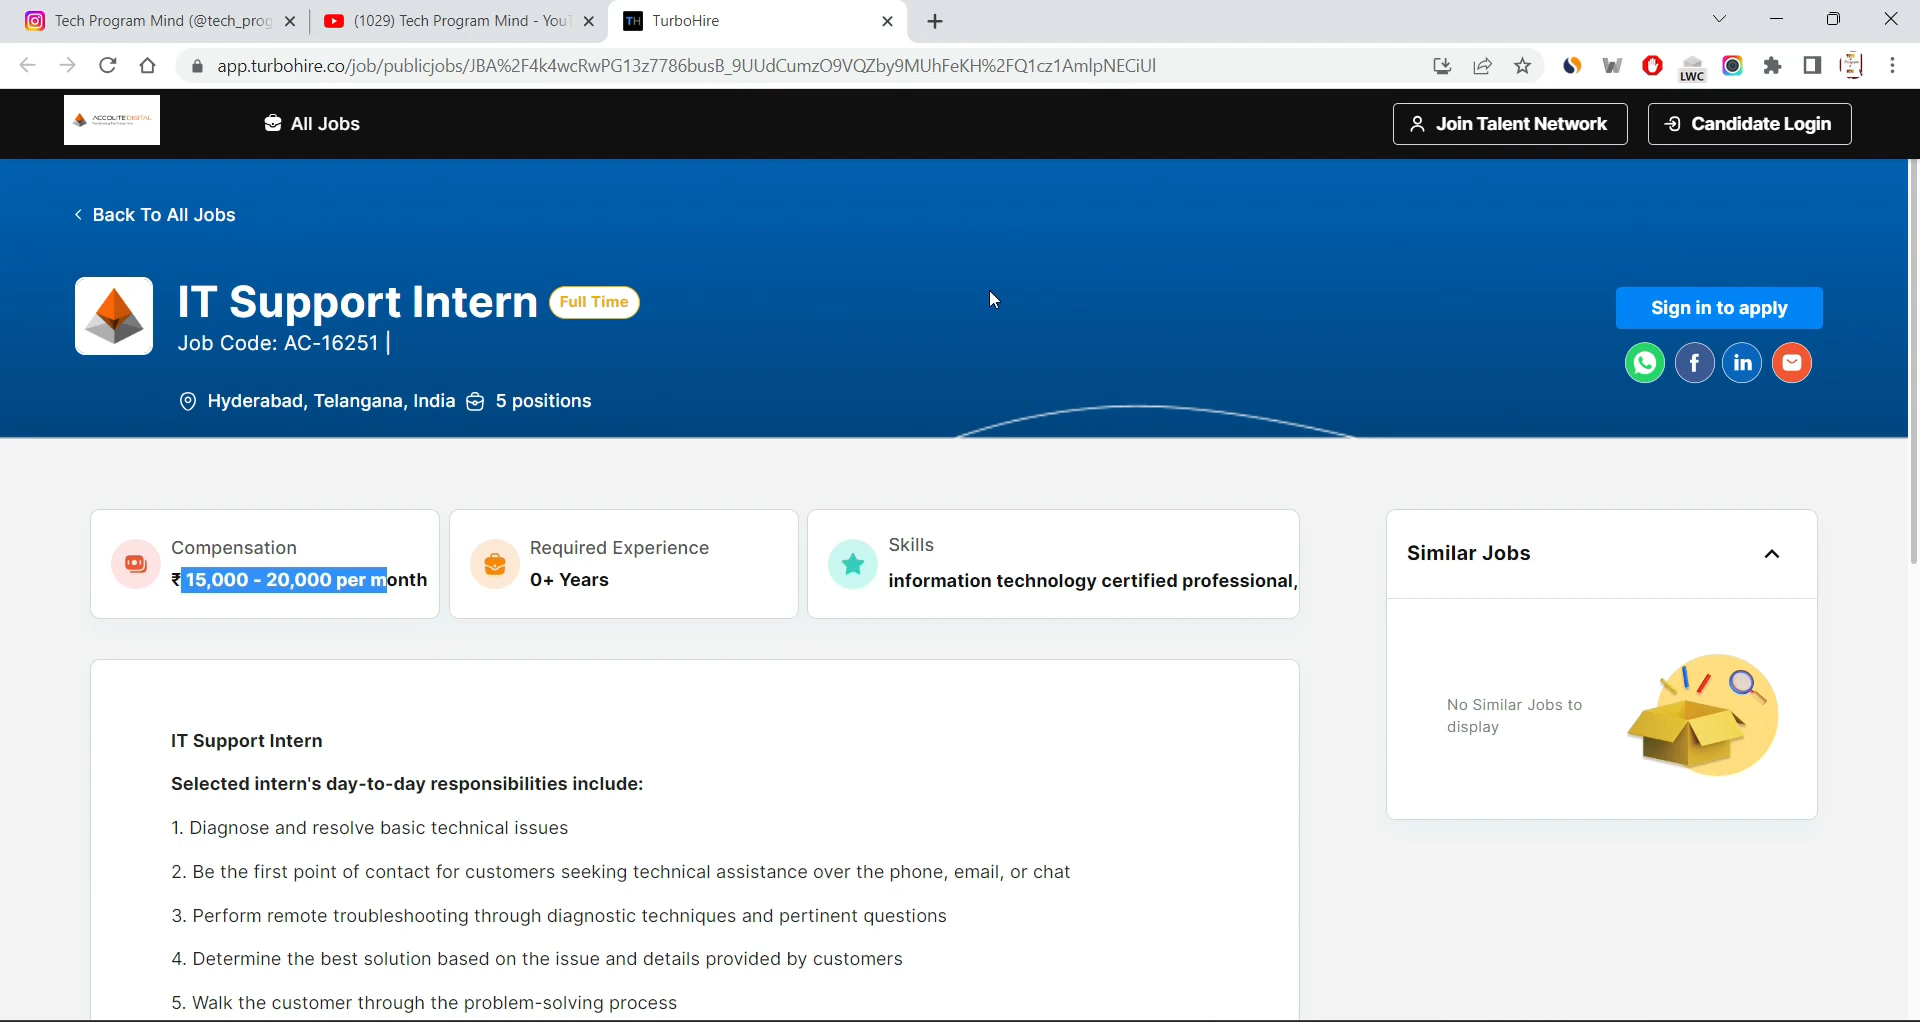 Tech Program Mind (@tech_prog
(1029) Tech Program Mind - YouT
TH TurboHire
app.turbohire.co/job/publicjobs/JBA%2F4k4wcRwPG13z7786busB_9UUdCumzO9VQZby9MUhFeKH%2FQ1cz1AmlpNECiUl
LWC
ACCOLITE DIGITAL
All Jobs
Join Talent Network
Candidate Login
Back To All Jobs
IT Support Intern Full Time
Job Code: AC-16251 |
Hyderabad, Telangana, India 5 positions
Sign in to apply
Compensation
₹ 15,000 - 20,000 per month
Required Experience
0+ Years
Skills
information technology certified professional,
Similar Jobs
No Similar Jobs to
display
IT Support Intern
Selected intern's day-to-day responsibilities include:
1. Diagnose and resolve basic technical issues
2. Be the first point of contact for customers seeking technical assistance over the phone, email, or chat
3. Perform remote troubleshooting through diagnostic techniques and pertinent questions
4. Determine the best solution based on the issue and details provided by customers
5. Walk the customer through the problem-solving process